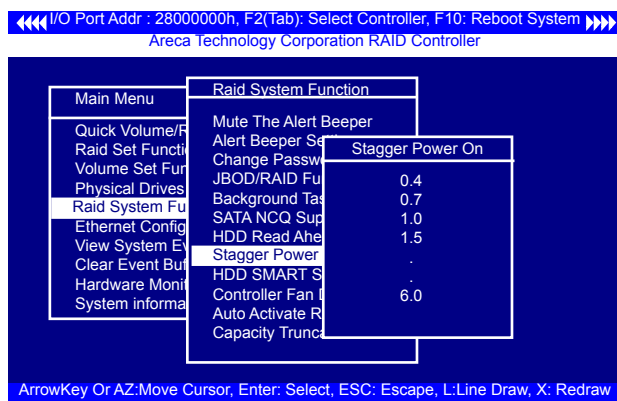 I/O Port Addr : 28000000h, F2(Tab): Select Controller, F10: Reboot System
Areca Technology Corporation RAID Controller
Main Menu
Quick Volume/R
Raid Set Functi
Volume Set Fun
Physical Drives
Raid System Fu
Ethernet Config
View System Ev
Clear Event Buf
Hardware Monit
System informa
Raid System Function
Mute The Alert Beeper
Alert Beeper Se
Change Passw
JBOD/RAID Fu
Background Tas
SATA NCQ Sup
HDD Read Ahe
Stagger Power
HDD SMART S
Controller Fan
Auto Activate R
Capacity Trunca
Stagger Power On
0.4
0.7
1.0
1.5
.
.
6.0
ArrowKey Or AZ:Move Cursor, Enter: Select, ESC: Escape, L:Line Draw, X: Redraw